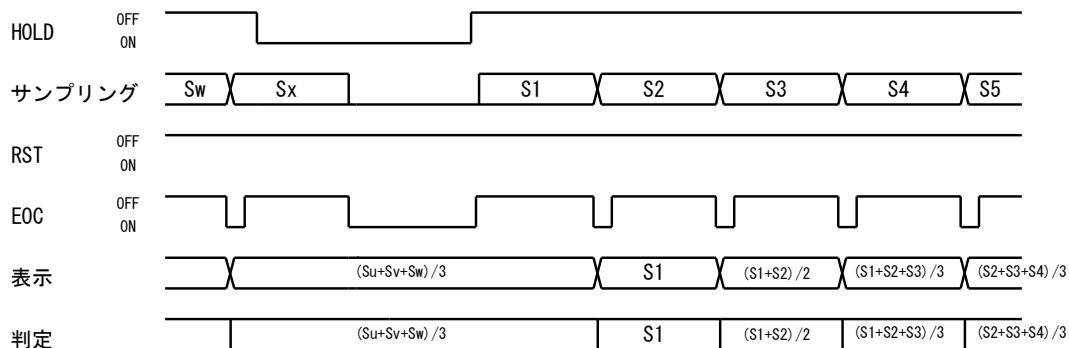 HOLD OFF
ON
サンプリング Sw Sx S1 S2 S3 S4 S5
RST OFF
ON
EOC OFF
ON
表示 (Su+Sv+Sw)/3 S1 (S1+S2)/2 (S1+S2+S3)/3 (S2+S3+S4)/3
判定 (Su+Sv+Sw)/3 S1 (S1+S2)/2 (S1+S2+S3)/3 (S2+S3+S4)/3